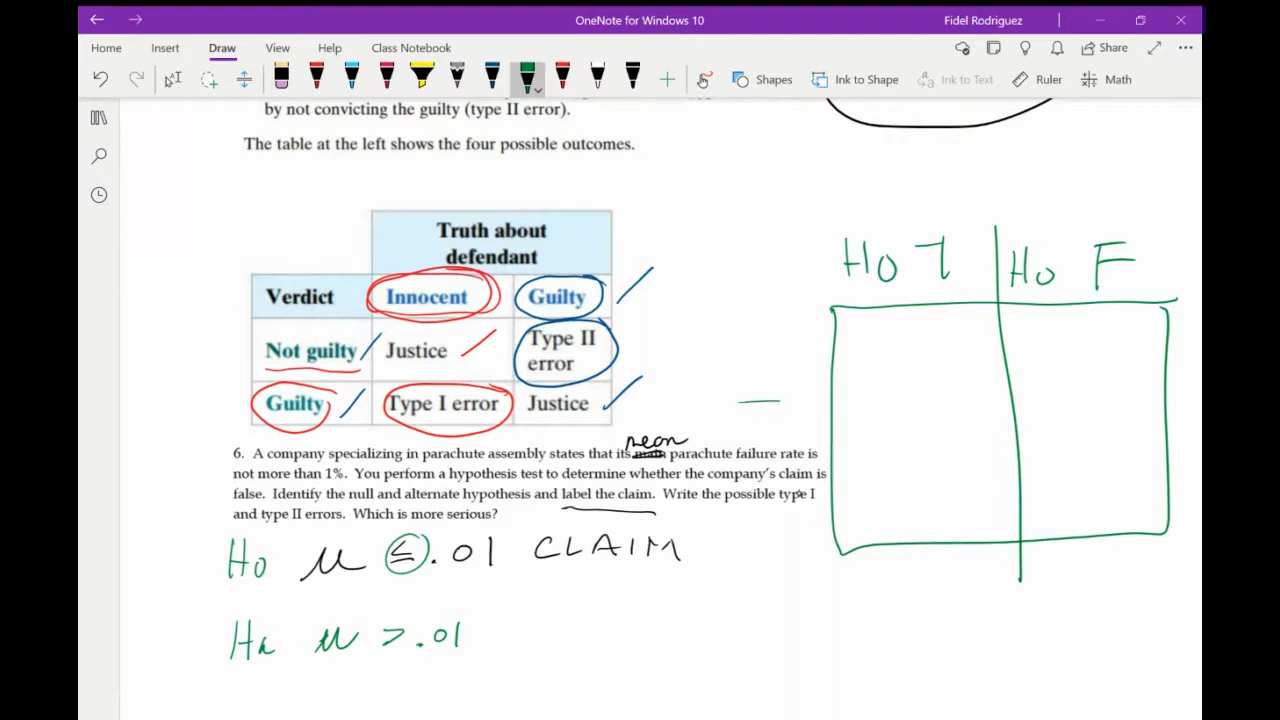 OneNote for Windows 10
Fidel Rodriguez
Home Insert Draw View Help Class Notebook
Share
Shapes Ink to Shape Ink to Text Ruler Math
by not convicting the guilty (type II error).
The table at the left shows the four possible outcomes.
Truth about
defendant
Verdict Innocent Guilty
Not guilty Justice Type II
error
Guilty Type I error Justice
Ho T Ho F
mean
6. A company specializing in parachute assembly states that its main parachute failure rate is
not more than 1%. You perform a hypothesis test to determine whether the company's claim is
false. Identify the null and alternate hypothesis and label the claim. Write the possible type I
and type II errors. Which is more serious?
Ho μ ≤ .01 CLAIM
Ha μ > .01